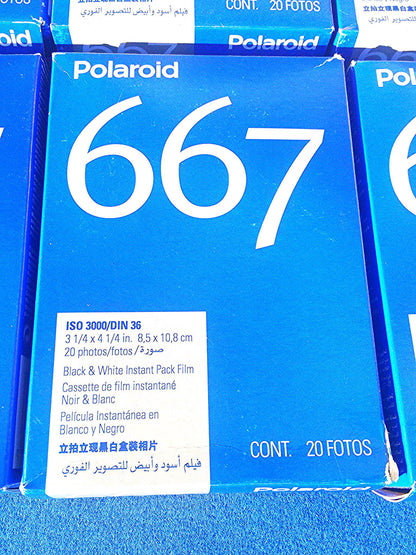 立拍立现黑白盒裝相片
فيلم أسود وأبيض للتصوير الفوري
CONT. 20 FOTOS
Polaroid
667
ISO 3000/DIN 36
3 1/4 x 4 1/4 in. 8,5 x 10,8 cm
20 photos/fotos/صورة
Black & White Instant Pack Film
Cassette de film instantané
Noir & Blanc
Película Instantánea en
Blanco y Negro
立拍立现黑白盒裝相片
فيلم أسود وأبيض للتصوير الفوري
CONT. 20 FOTOS
Polaroid